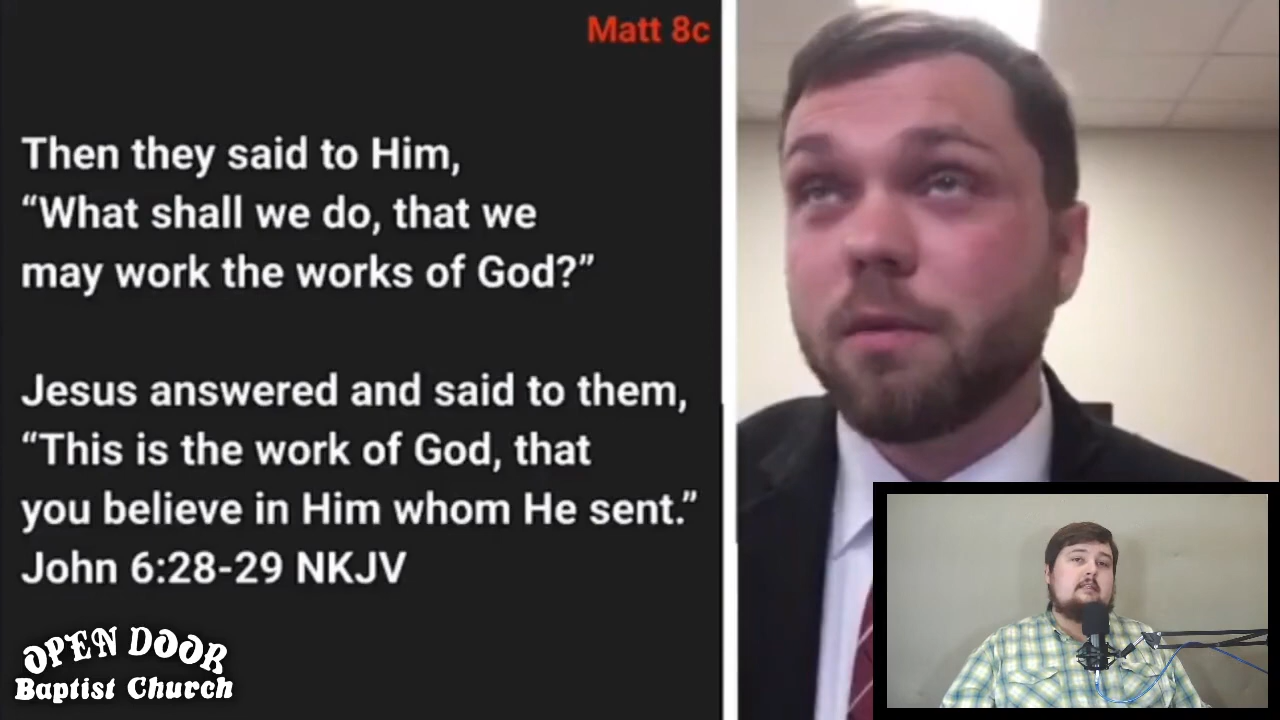 Matt 8c
Then they said to Him,
“What shall we do, that we
may work the works of God?”
Jesus answered and said to them,
“This is the work of God, that
you believe in Him whom He sent.”
John 6:28-29 NKJV
OPEN DOOR
Baptist Church